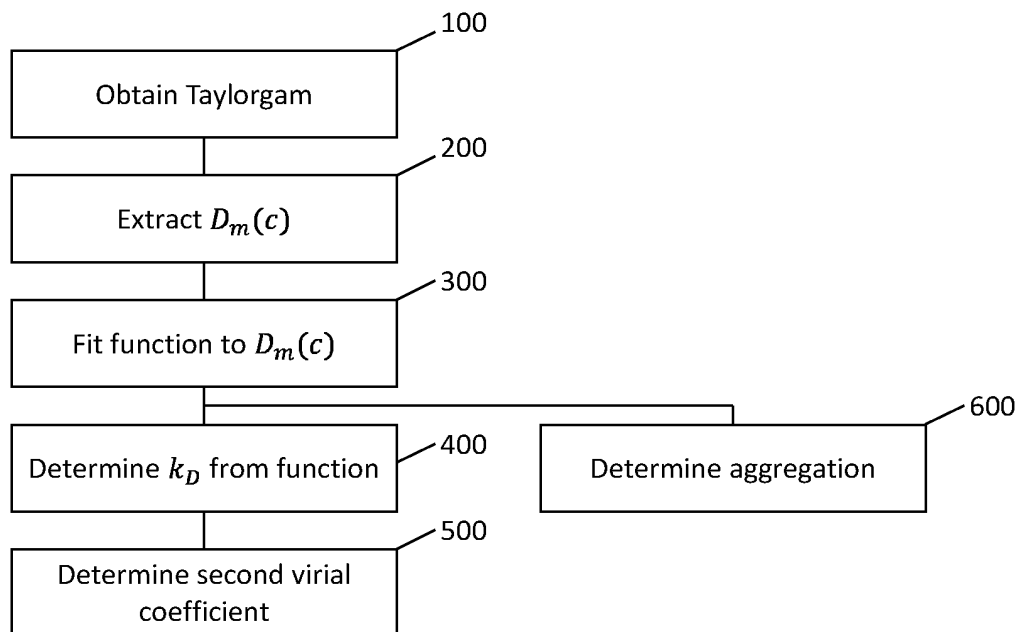 100
Obtain Taylorgam
200
Extract D_m(c)
300
Fit function to D_m(c)
400
Determine k_D from function
600
Determine aggregation
500
Determine second virial
coefficient